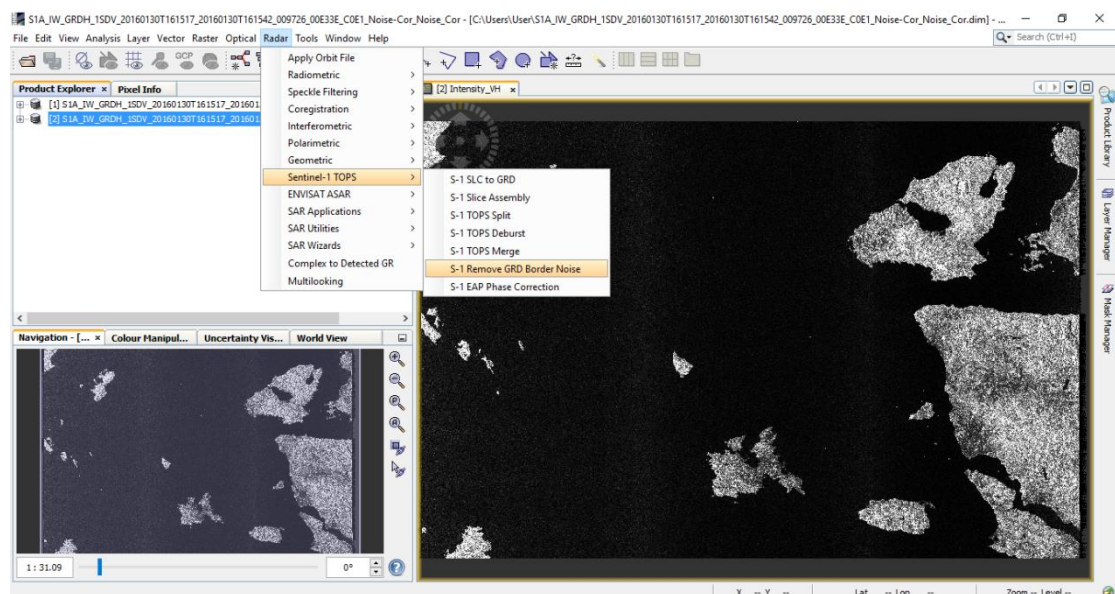 S1A_IW_GRDH_1SDV_20160130T161517_20160130T161542_009726_00E33E_C0E1_Noise-Cor_Noise_Cor - [C:\Users\User\S1A_IW_GRDH_1SDV_20160130T161517_20160130T161542_009726_00E33E_C0E1_Noise-Cor_Noise_Cor.dim] - ...
File Edit View Analysis Layer Vector Raster Optical Radar Tools Window Help
Search (Ctrl+I)
GCP
Product Explorer × Pixel Info
[1] S1A_IW_GRDH_1SDV_20160130T161517_201601
[2] S1A_IW_GRDH_1SDV_20160130T161517_201601
Apply Orbit File
Radiometric >
Speckle Filtering >
Coregistration >
Interferometric >
Polarimetric >
Geometric >
Sentinel-1 TOPS >
ENVISAT ASAR >
SAR Applications >
SAR Utilities >
SAR Wizards >
Complex to Detected GR
Multilooking
S-1 SLC to GRD
S-1 Slice Assembly
S-1 TOPS Split
S-1 TOPS Deburst
S-1 TOPS Merge
S-1 Remove GRD Border Noise
S-1 EAP Phase Correction
[2] Intensity_VH ×
Product Library
Layer Manager
Mask Manager
Navigation - [... × Colour Manipul... Uncertainty Vis... World View
1 : 31.09
0°
X -- Y -- Lat -- Lon -- Zoom -- Level --